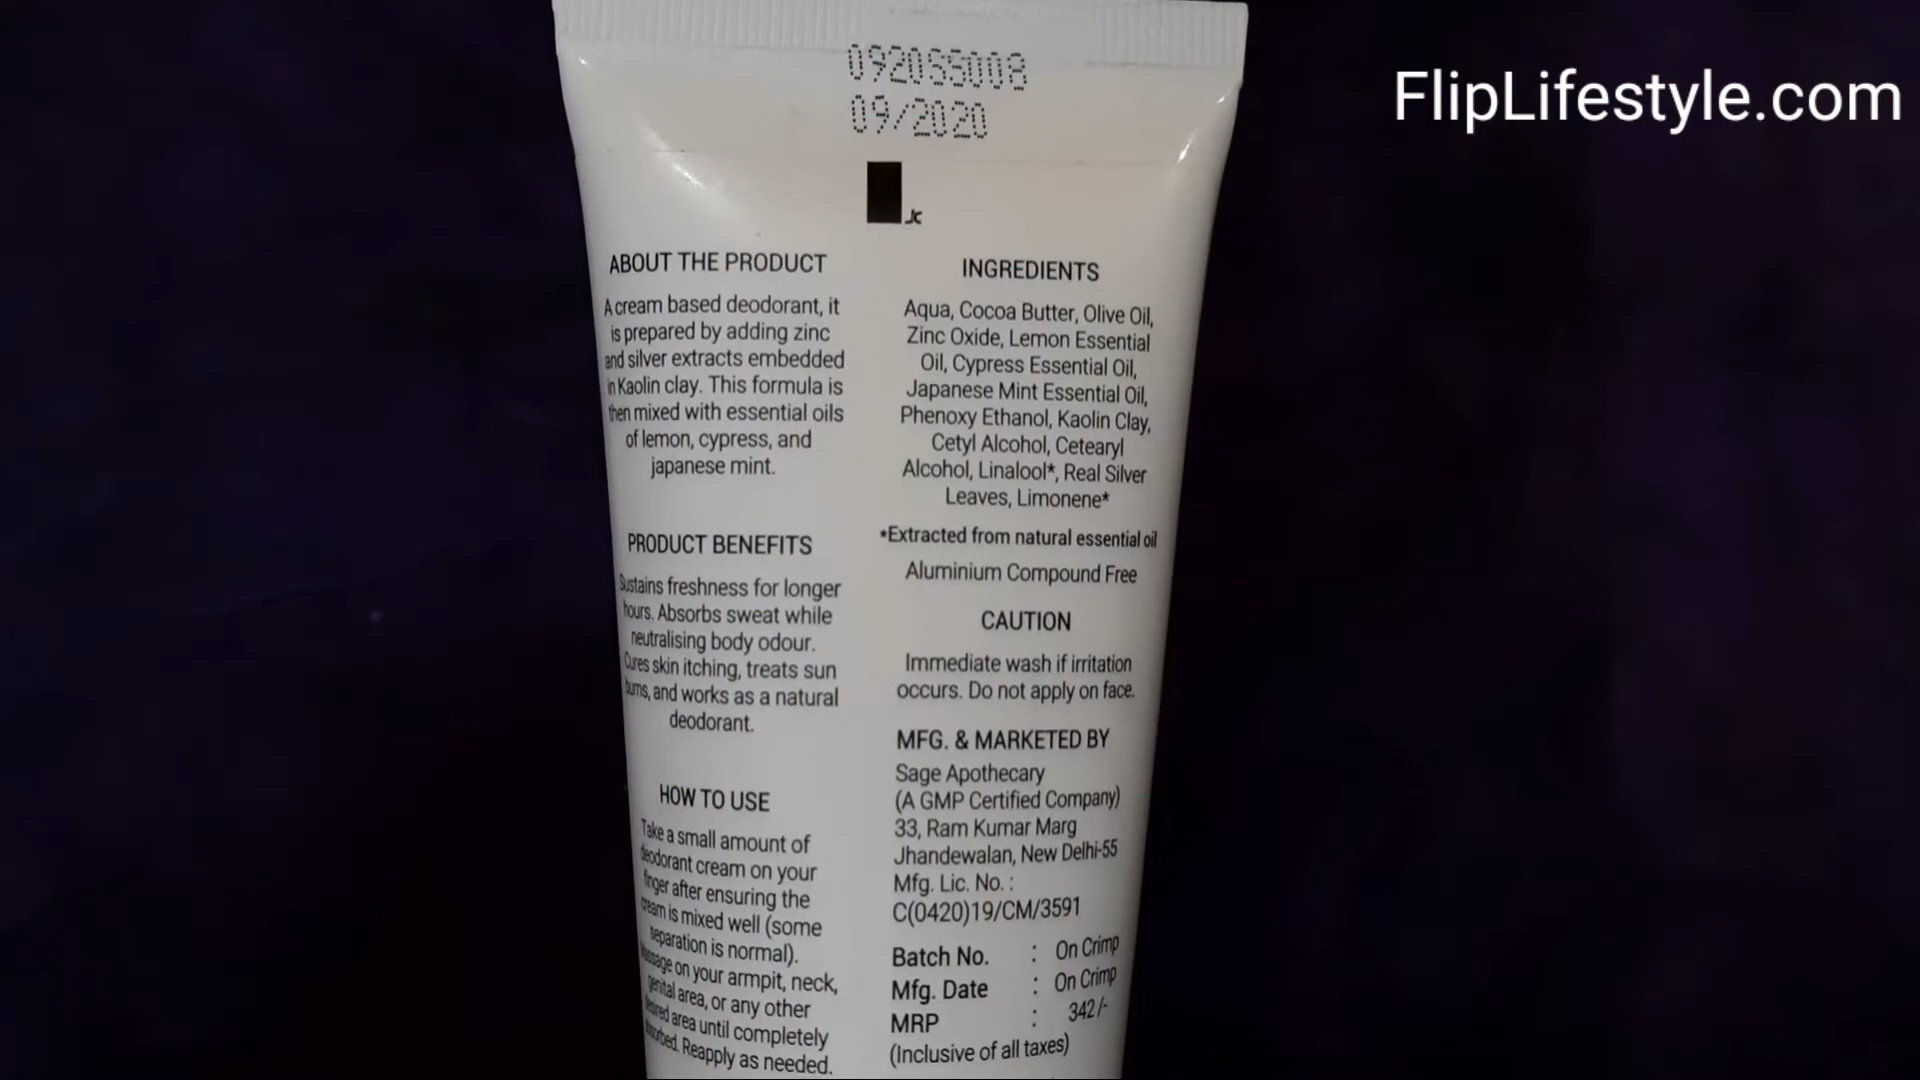 FlipLifestyle.com
092OSS008
09/2020
JC
ABOUT THE PRODUCT
A cream based deodorant, it
is prepared by adding zinc
and silver extracts embedded
in Kaolin clay. This formula is
then mixed with essential oils
of lemon, cypress, and
japanese mint.
PRODUCT BENEFITS
Sustains freshness for longer
hours. Absorbs sweat while
neutralising body odour.
Cures skin itching, treats sun
burns, and works as a natural
deodorant.
HOW TO USE
Take a small amount of
deodorant cream on your
finger after ensuring the
cream is mixed well (some
separation is normal).
Massage on your armpit, neck,
genital area, or any other
desired area until completely
absorbed. Reapply as needed.
INGREDIENTS
Aqua, Cocoa Butter, Olive Oil,
Zinc Oxide, Lemon Essential
Oil, Cypress Essential Oil,
Japanese Mint Essential Oil,
Phenoxy Ethanol, Kaolin Clay,
Cetyl Alcohol, Cetearyl
Alcohol, Linalool*, Real Silver
Leaves, Limonene*
*Extracted from natural essential oil
Aluminium Compound Free
CAUTION
Immediate wash if irritation
occurs. Do not apply on face.
MFG. & MARKETED BY
Sage Apothecary
(A GMP Certified Company)
33, Ram Kumar Marg
Jhandewalan, New Delhi-55
Mfg. Lic. No. :
C(0420)19/CM/3591
Batch No. : On Crimp
Mfg. Date : On Crimp
MRP : 342/-
(Inclusive of all taxes)